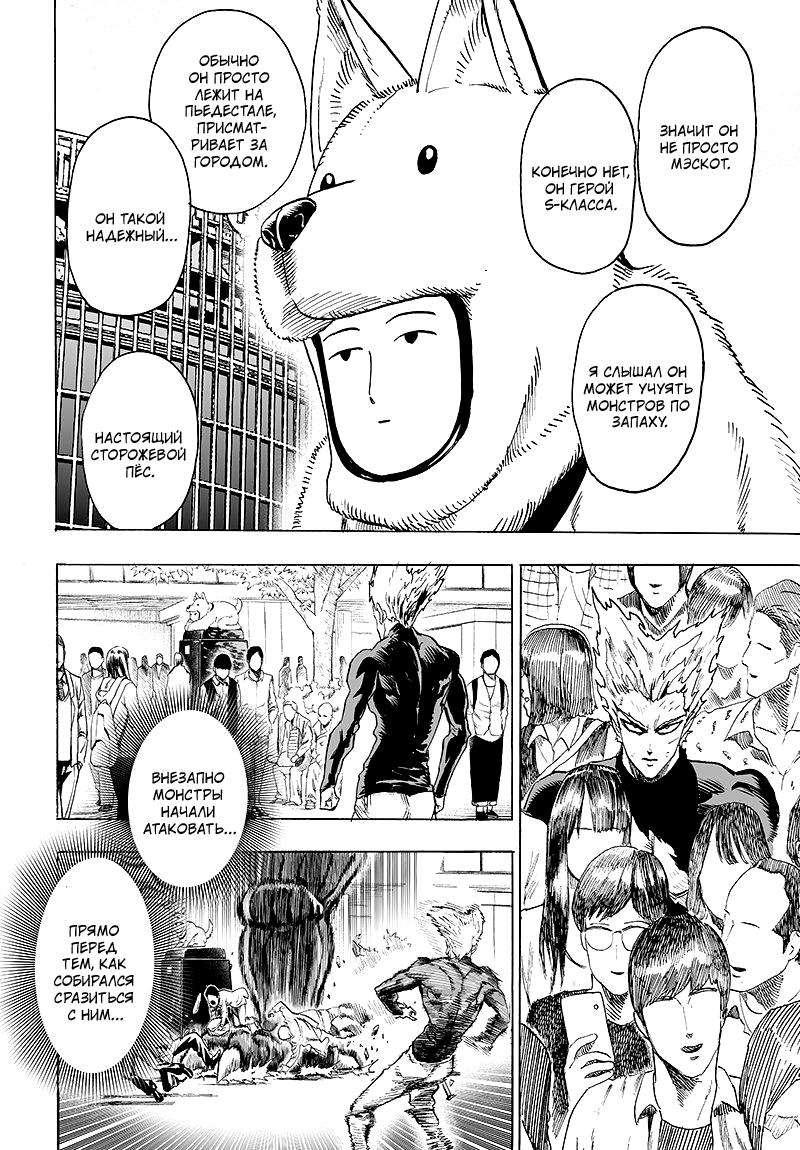 ЗНАЧИТ ОН
НЕ ПРОСТО
МЭСКОТ.
КОНЕЧНО НЕТ,
ОН ГЕРОЙ
S-КЛАССА.
Я СЛЫШАЛ ОН
МОЖЕТ УЧУЯТЬ
МОНСТРОВ ПО
ЗАПАХУ.
ОБЫЧНО
ОН ПРОСТО
ЛЕЖИТ НА
ПЬЕДЕСТАЛЕ,
ПРИСМАТ-
РИВАЕТ ЗА
ГОРОДОМ.
ОН ТАКОЙ
НАДЕЖНЫЙ...
НАСТОЯЩИЙ
СТОРОЖЕВОЙ
ПЁС.
ВНЕЗАПНО
МОНСТРЫ
НАЧАЛИ
АТАКОВАТЬ...
ПРЯМО
ПЕРЕД
ТЕМ, КАК
СОБИРАЛСЯ
СРАЗИТЬСЯ
С НИМ...